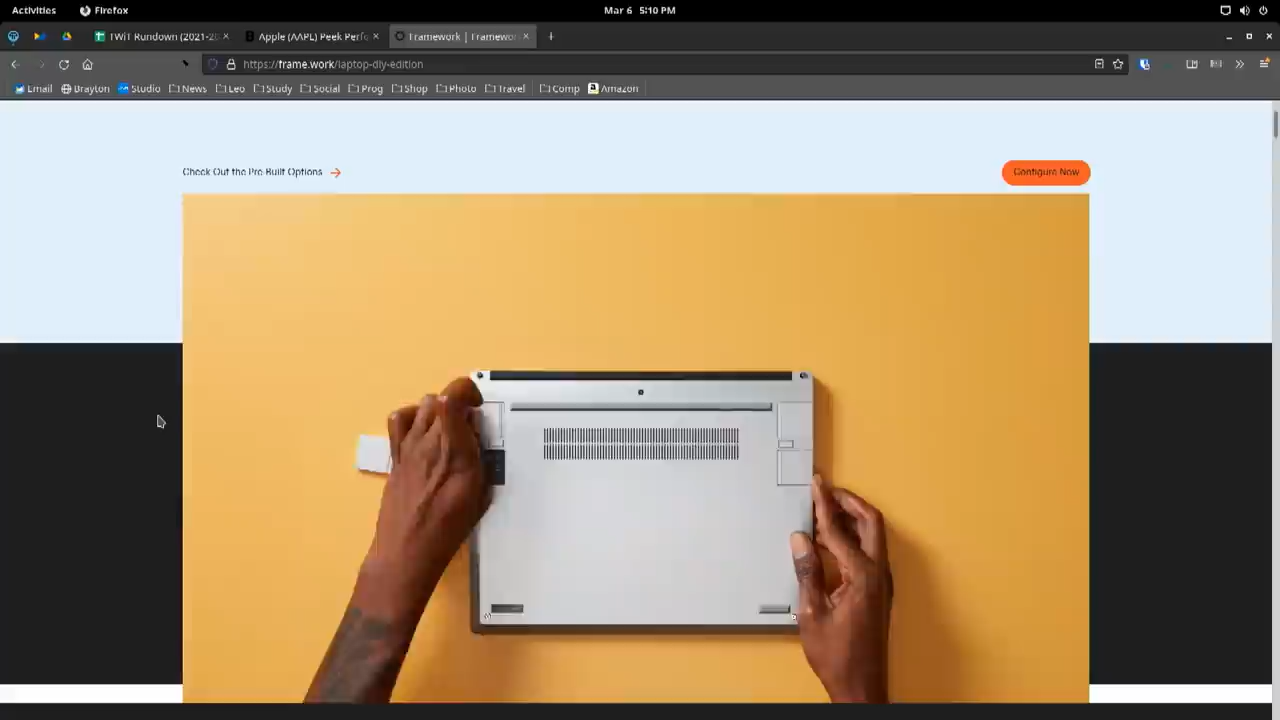 Activities Firefox Mar 6 5:10 PM
TWiT Rundown (2021-2 Apple (AAPL) Peek Perfo Framework | Framewor
https://frame.work/laptop-diy-edition
Email Brayton Studio News Leo Study Social Prog Shop Photo Travel Comp Amazon
Check Out the Pre-Built Options Configure Now